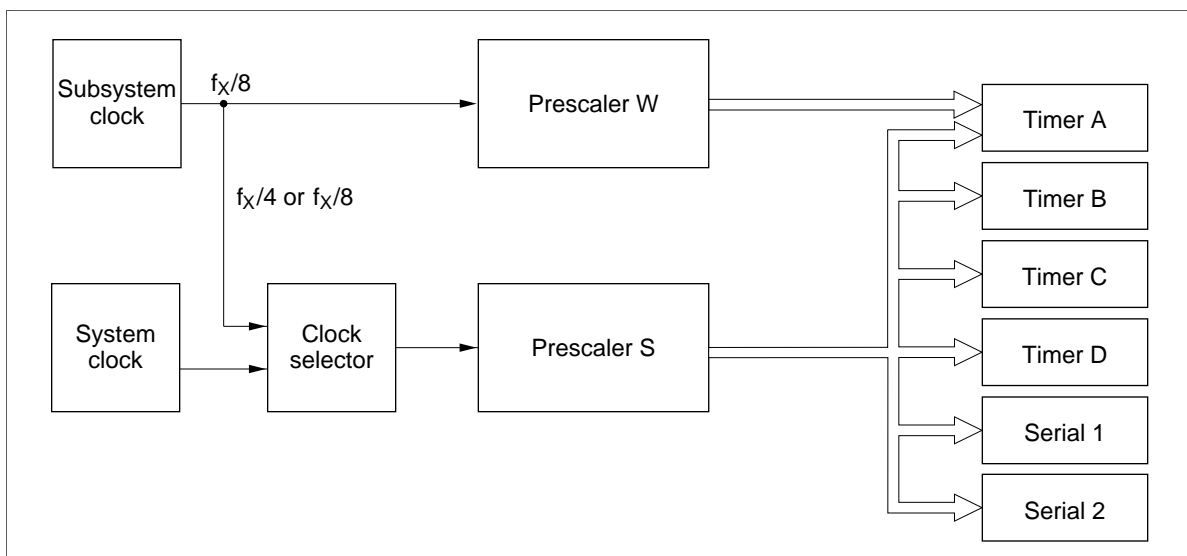 Subsystem
clock
fX/8
Prescaler W
Timer A
Timer B
fX/4 or fX/8
Timer C
System
clock
Clock
selector
Prescaler S
Timer D
Serial 1
Serial 2